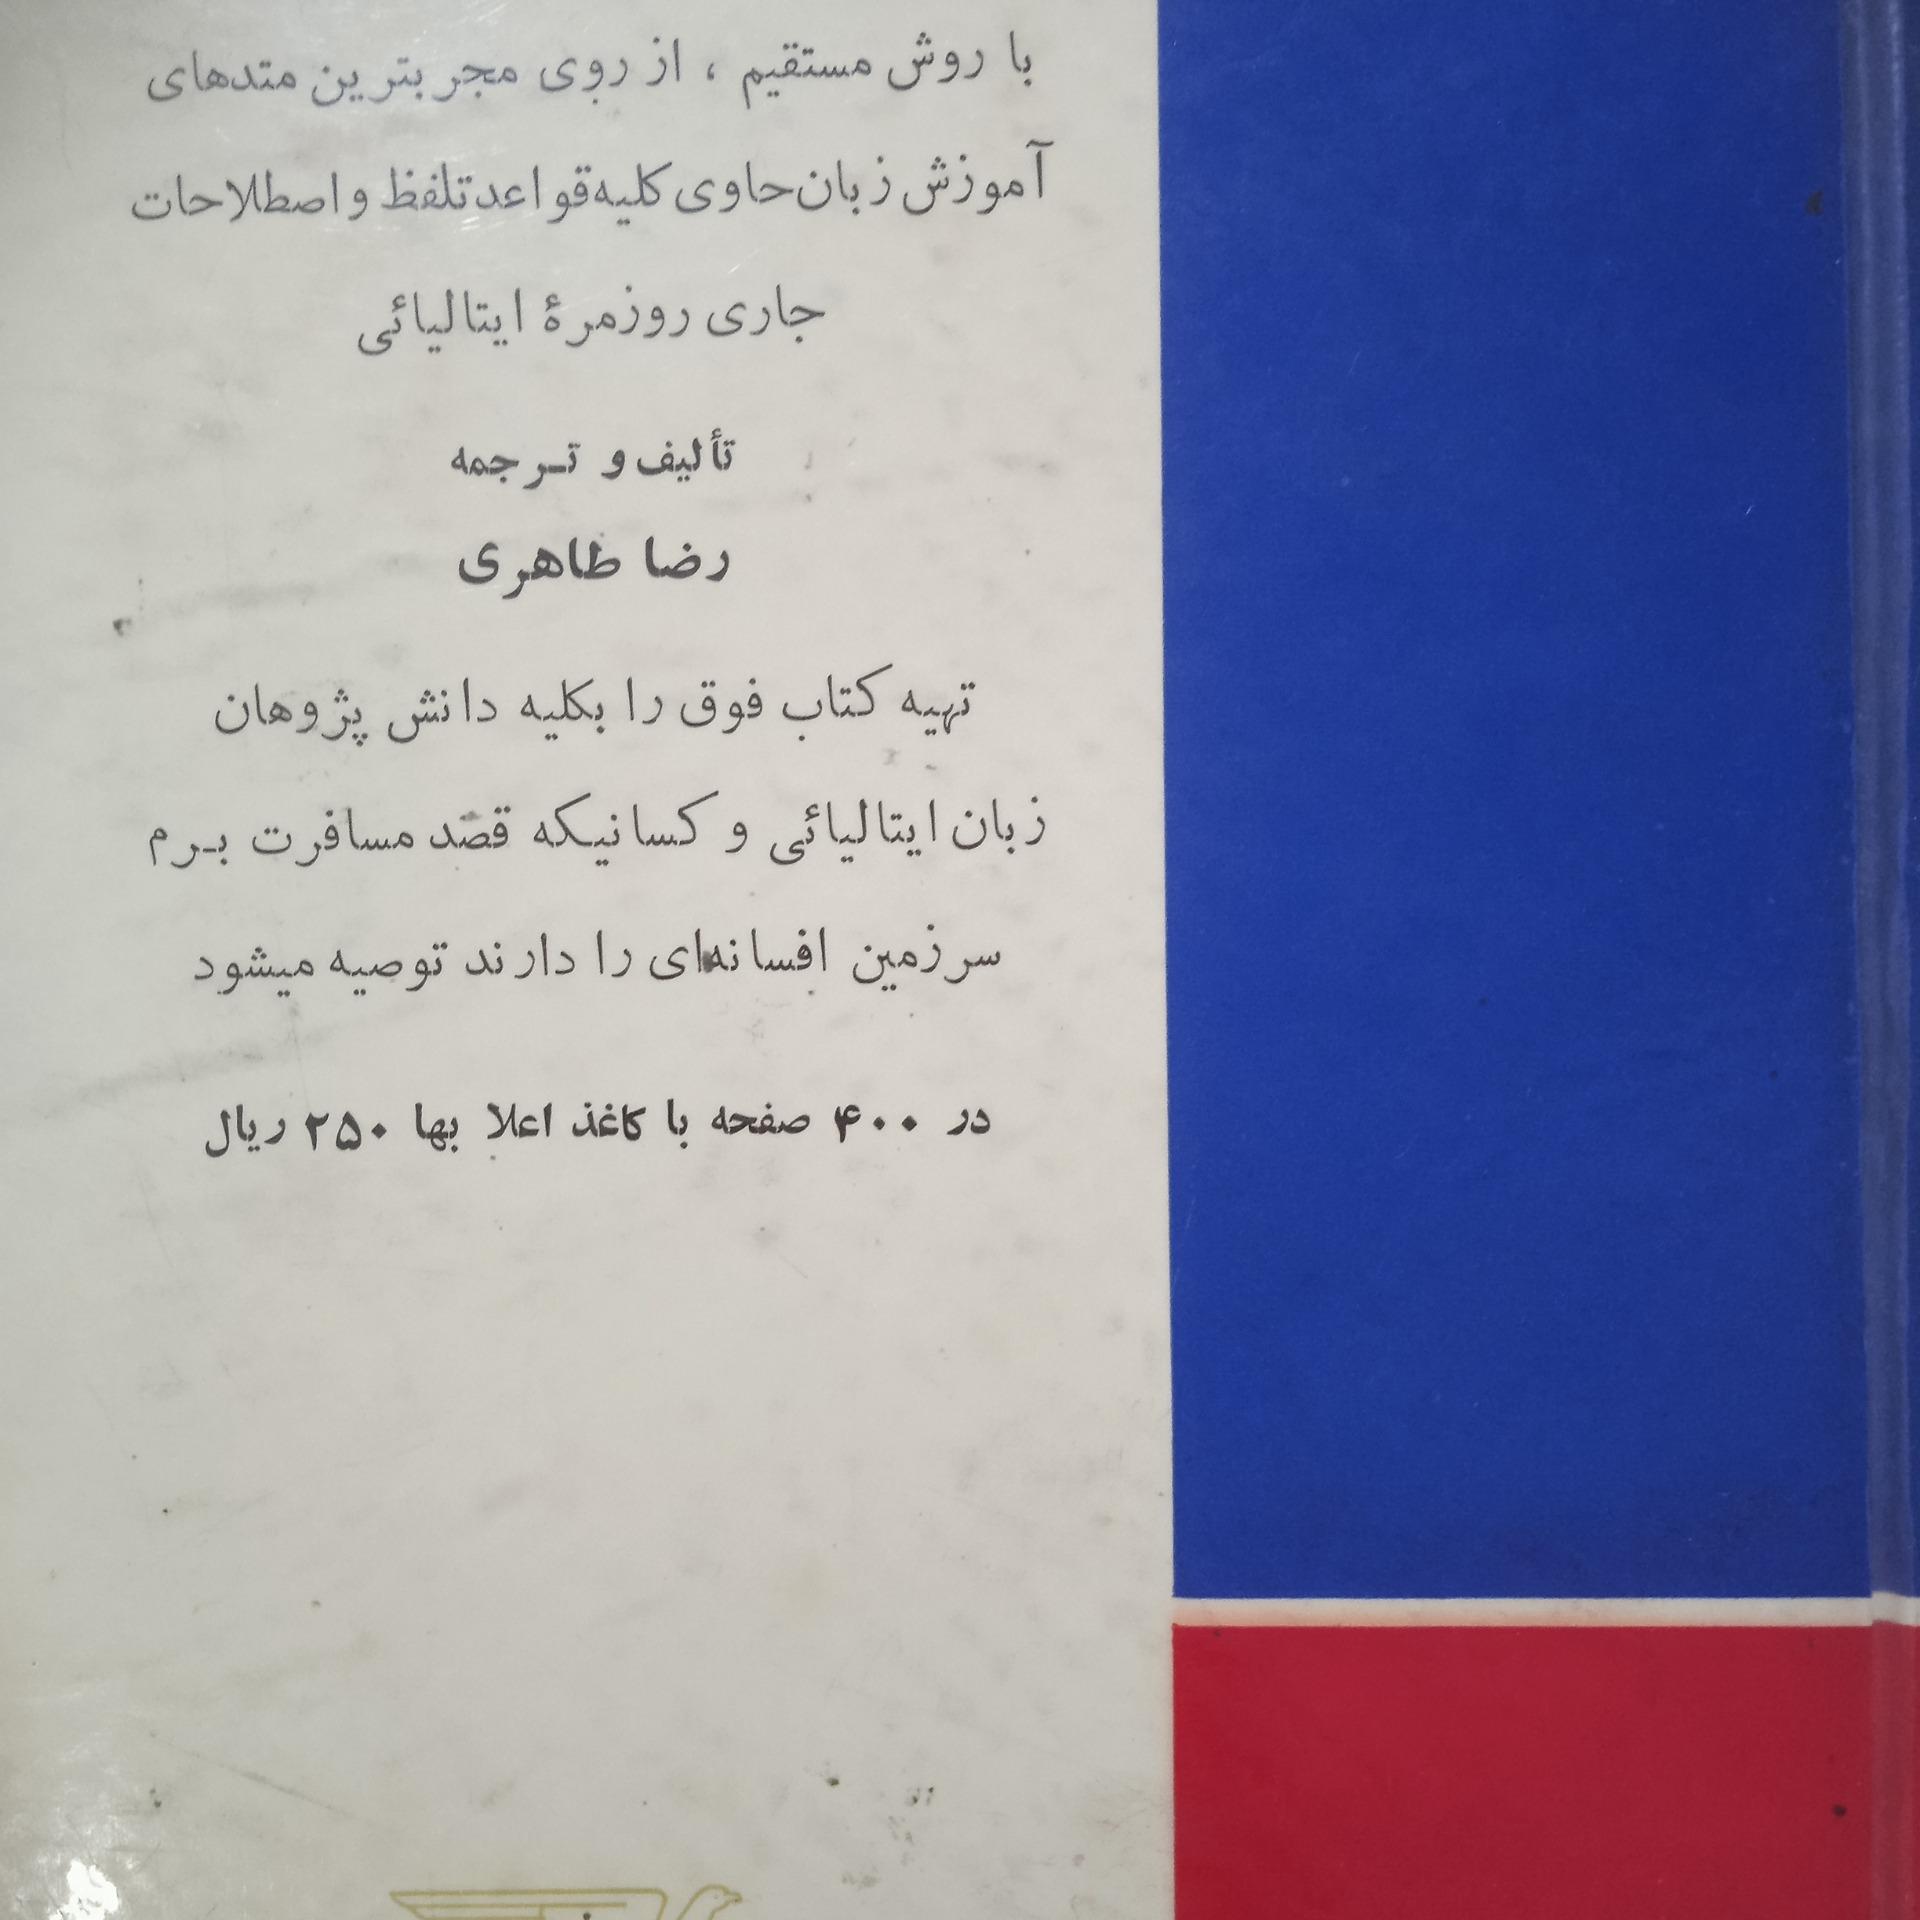 با روش مستقیم ، از روی مجربترین متدهای
آموزش زبان حاوی کلیه قواعد تلفظ و اصطلاحات
جاری روزمرهٔ ایتالیائی
تألیف و ترجمه
رضا طاهری
تهیه کتاب فوق را بکلیه دانش پژوهان
زبان ایتالیائی و کسانیکه قصد مسافرت برم
سرزمین افسانه‌ای را دارند توصیه میشود
در ۴۰۰ صفحه با کاغذ اعلا بها ۲۵۰ ریال